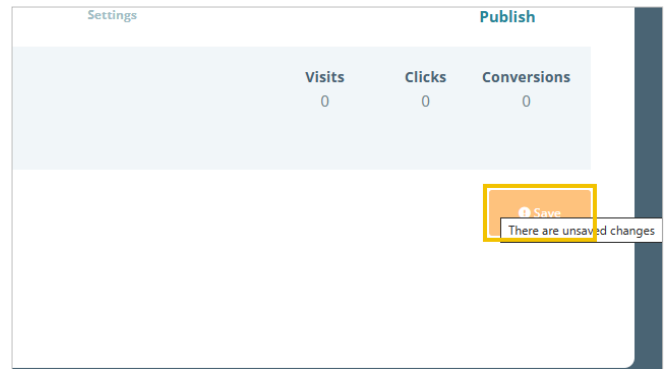 Settings
Publish
Visits
Clicks
Conversions
0
0
0
Save
There are unsaved changes